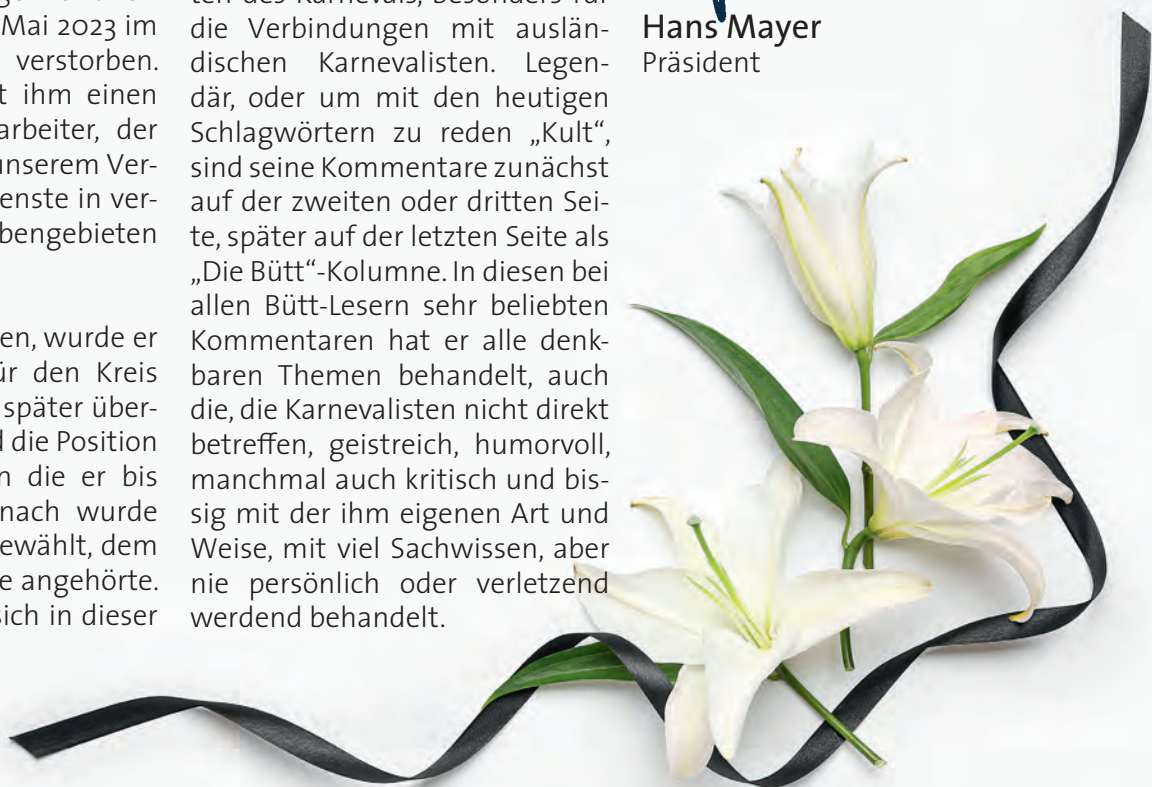 Mai 2023 im
verstorben.
ihm einen
arbeiter, der
unserem Ver-
enste in ver-
bengebieten
en, wurde er
ür den Kreis
später über-
d die Position
n die er bis
nach wurde
ewählt, dem
e angehörte.
sich in dieser
die Verbindungen mit auslän-
dischen Karnevalisten. Legen-
där, oder um mit den heutigen
Schlagwörtern zu reden „Kult“,
sind seine Kommentare zunächst
auf der zweiten oder dritten Sei-
te, später auf der letzten Seite als
„Die Bütt“-Kolumne. In diesen bei
allen Bütt-Lesern sehr beliebten
Kommentaren hat er alle denk-
baren Themen behandelt, auch
die, die Karnevalisten nicht direkt
betreffen, geistreich, humorvoll,
manchmal auch kritisch und bis-
sig mit der ihm eigenen Art und
Weise, mit viel Sachwissen, aber
nie persönlich oder verletzend
werdend behandelt.
Hans Mayer
Präsident